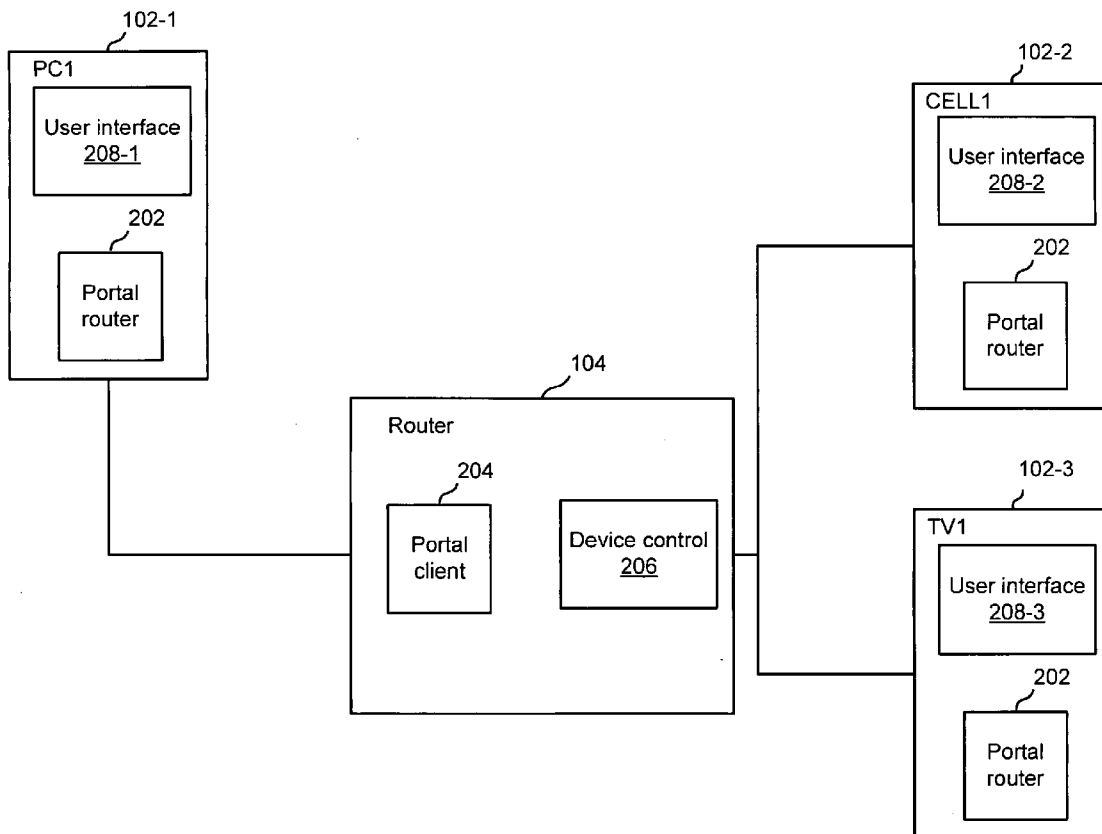 102-1
PC1
User interface
208-1
202
Portal
router
102-2
CELL1
User interface
208-2
202
Portal
router
104
Router
204
Portal
client
Device control
206
102-3
TV1
User interface
208-3
202
Portal
router